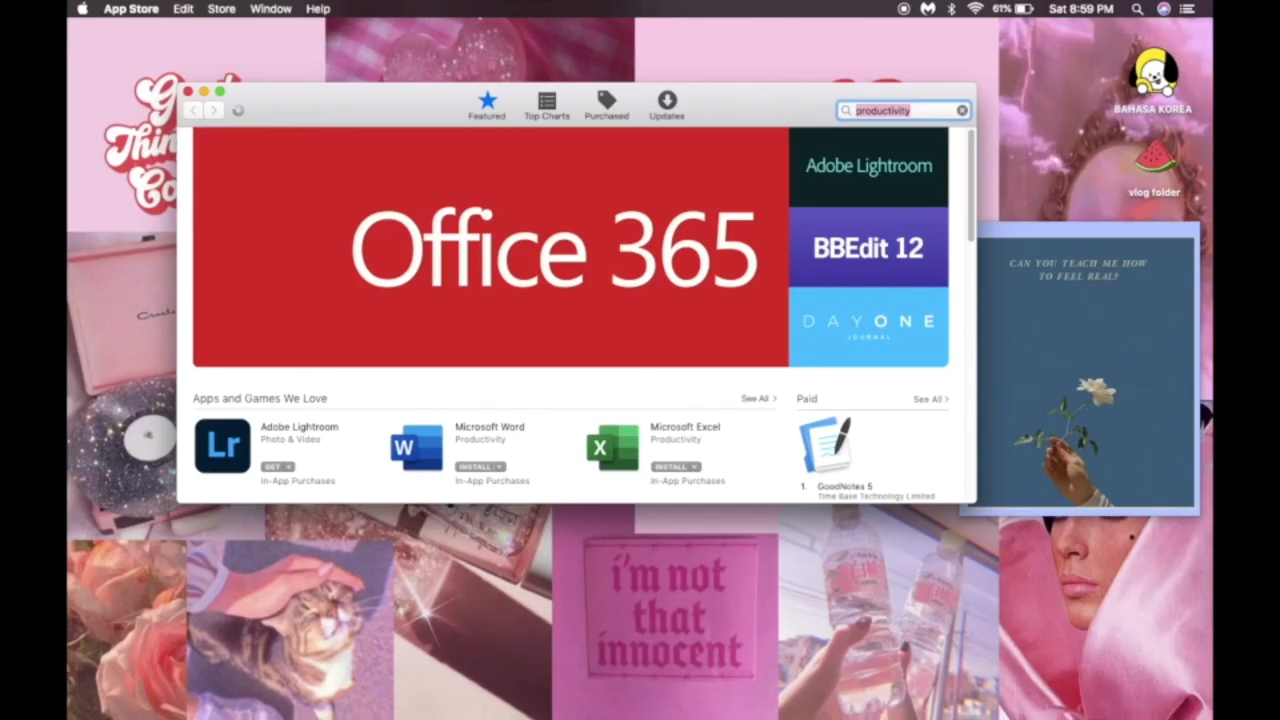 App Store Edit Store Window Help
61% Sat 8:59 PM
Featured
Top Charts
Purchased
Updates
productivity
Office 365
Adobe Lightroom
BBEdit 12
DAY ONE
JOURNAL
Apps and Games We Love
See All >
Lr
Adobe Lightroom
Photo & Video
GET
In-App Purchases
W
Microsoft Word
Productivity
INSTALL
In-App Purchases
X
Microsoft Excel
Productivity
INSTALL
In-App Purchases
Paid
See All >
1. GoodNotes 5
Time Base Technology Limited
BAHASA KOREA
vlog folder
CAN YOU TEACH ME HOW
TO FEEL REAL?
i'm not
that
innocent